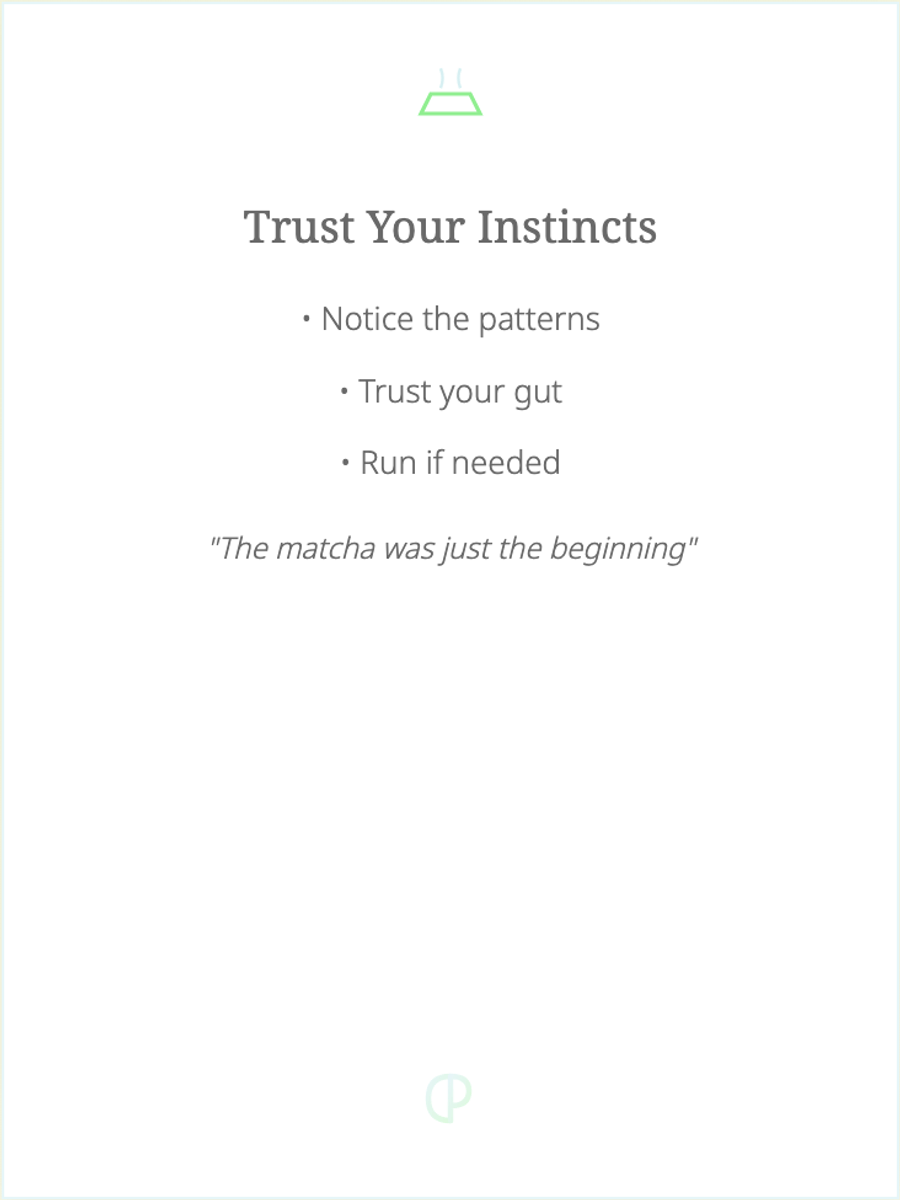 Trust Your Instincts
• Notice the patterns
• Trust your gut
• Run if needed
"The matcha was just the beginning"